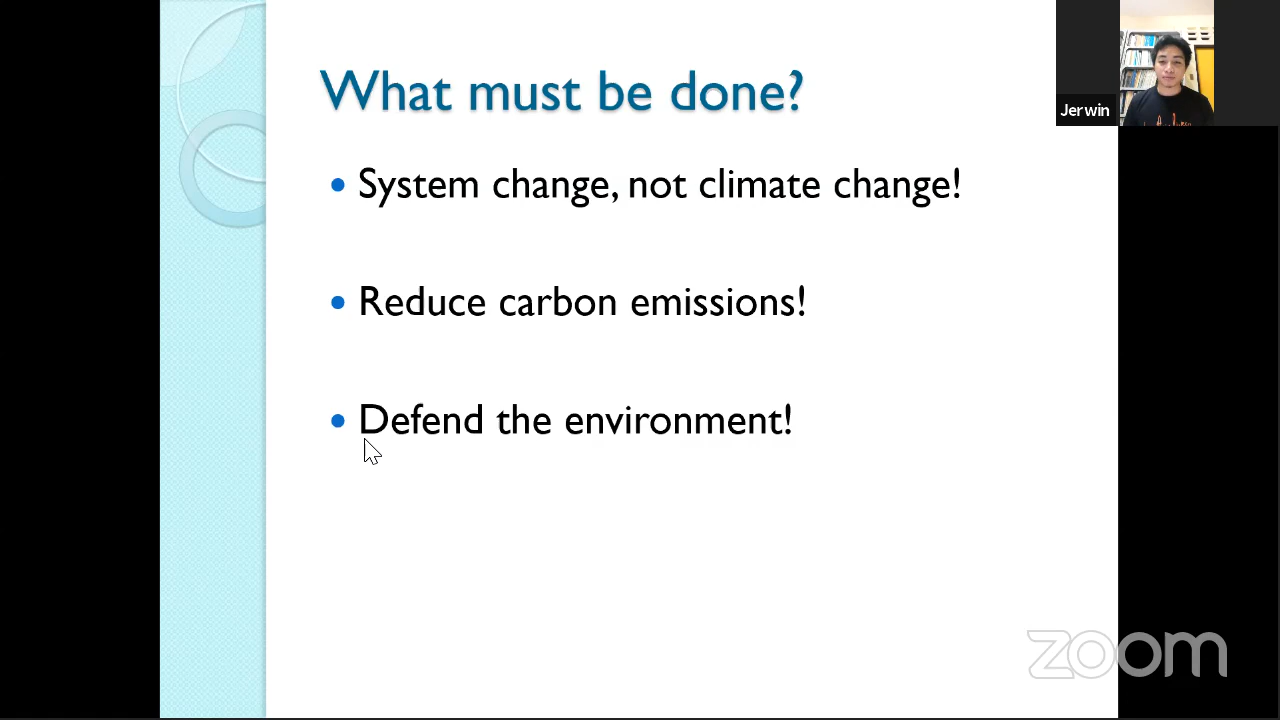 What must be done?
System change, not climate change!
Reduce carbon emissions!
Defend the environment!
Jerwin
zoom